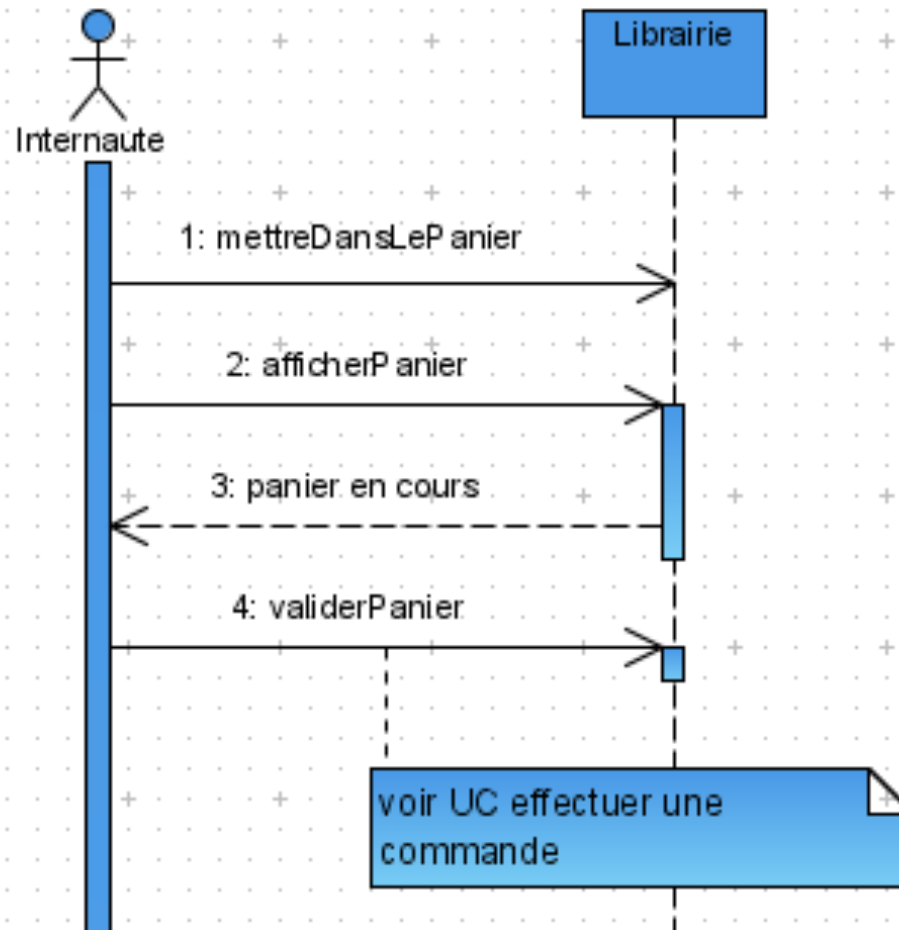 Librairie
Internaute
1: mettreDansLePanier
2: afficherPanier
3: panier en cours
4: validerPanier
voir UC effectuer une
commande